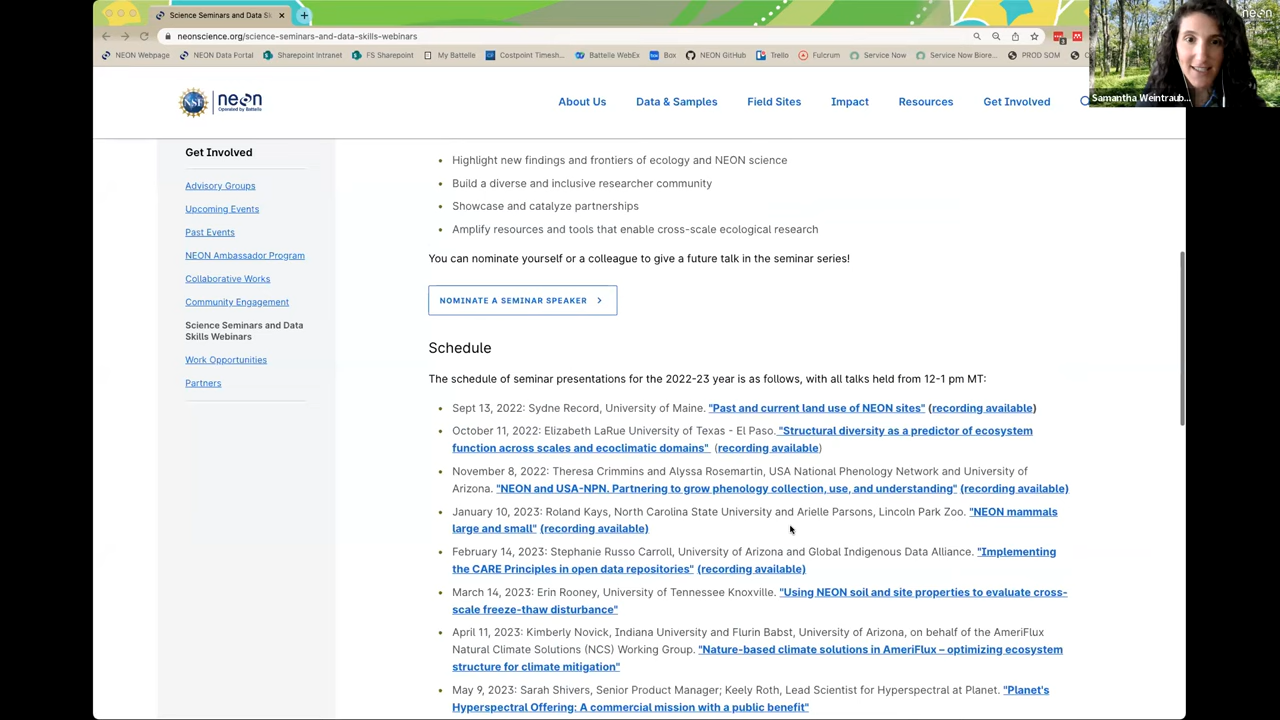 Science Seminars and Data Sk
neonscience.org/science-seminars-and-data-skills-webinars
NEON Webpage
NEON Data Portal
Sharepoint Intranet
FS Sharepoint
My Battelle
Costpoint Timesh...
Battelle WebEx
Box
NEON GitHub
Trello
Fulcrum
Service Now
Service Now Biore...
PROD SOM
neon
Samantha Weintraub...
NSF
neon
Operated by Battelle
About Us
Data & Samples
Field Sites
Impact
Resources
Get Involved
Get Involved
Advisory Groups
Upcoming Events
Past Events
NEON Ambassador Program
Collaborative Works
Community Engagement
Science Seminars and Data
Skills Webinars
Work Opportunities
Partners
• Highlight new findings and frontiers of ecology and NEON science
• Build a diverse and inclusive researcher community
• Showcase and catalyze partnerships
• Amplify resources and tools that enable cross-scale ecological research
You can nominate yourself or a colleague to give a future talk in the seminar series!
NOMINATE A SEMINAR SPEAKER
Schedule
The schedule of seminar presentations for the 2022-23 year is as follows, with all talks held from 12-1 pm MT:
• Sept 13, 2022: Sydne Record, University of Maine. "Past and current land use of NEON sites" (recording available)
• October 11, 2022: Elizabeth LaRue University of Texas - El Paso. "Structural diversity as a predictor of ecosystem
function across scales and ecoclimatic domains" (recording available)
• November 8, 2022: Theresa Crimmins and Alyssa Rosemartin, USA National Phenology Network and University of
Arizona. "NEON and USA-NPN. Partnering to grow phenology collection, use, and understanding" (recording available)
• January 10, 2023: Roland Kays, North Carolina State University and Arielle Parsons, Lincoln Park Zoo. "NEON mammals
large and small" (recording available)
• February 14, 2023: Stephanie Russo Carroll, University of Arizona and Global Indigenous Data Alliance. "Implementing
the CARE Principles in open data repositories" (recording available)
• March 14, 2023: Erin Rooney, University of Tennessee Knoxville. "Using NEON soil and site properties to evaluate cross-
scale freeze-thaw disturbance"
• April 11, 2023: Kimberly Novick, Indiana University and Flurin Babst, University of Arizona, on behalf of the AmeriFlux
Natural Climate Solutions (NCS) Working Group. "Nature-based climate solutions in AmeriFlux – optimizing ecosystem
structure for climate mitigation"
• May 9, 2023: Sarah Shivers, Senior Product Manager; Keely Roth, Lead Scientist for Hyperspectral at Planet. "Planet's
Hyperspectral Offering: A commercial mission with a public benefit"